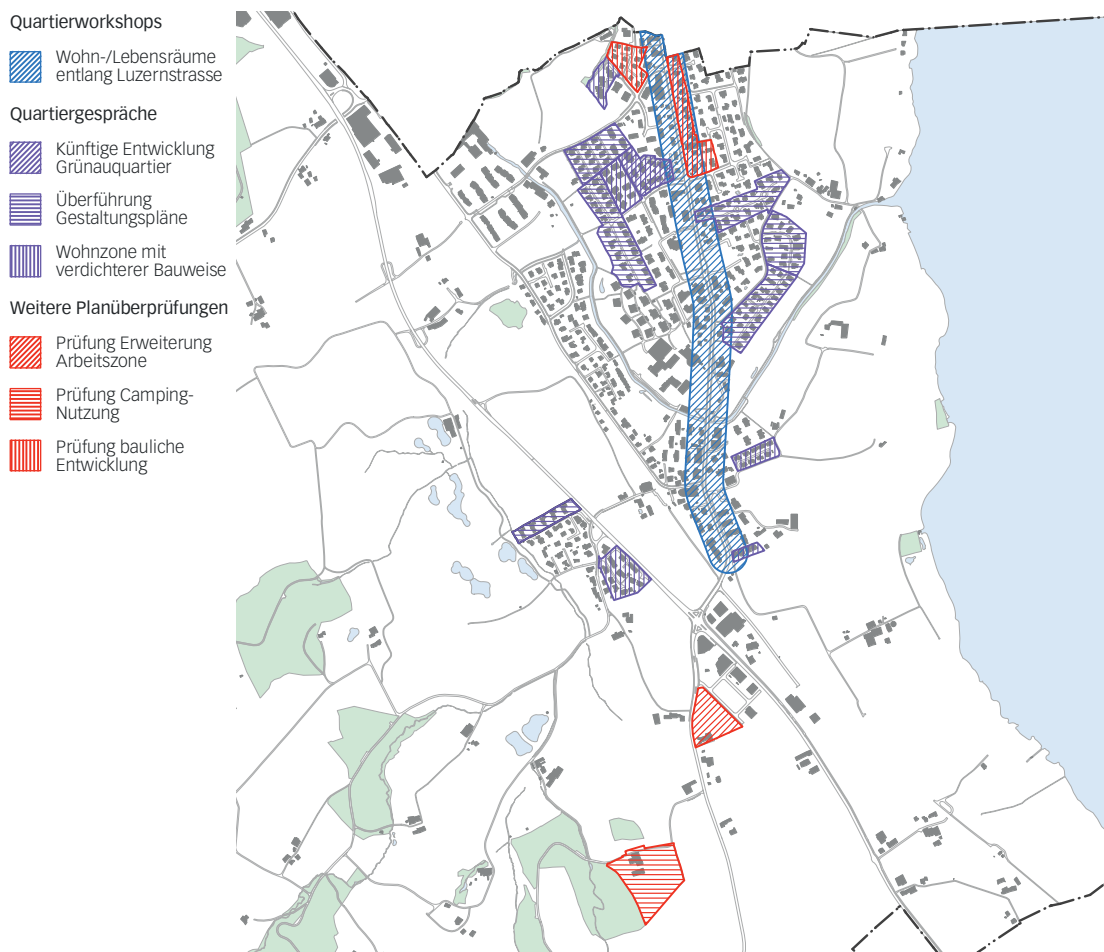 Quartierworkshops
Wohn-/Lebensräume
entlang Luzernstrasse
Quartiergespräche
Künftige Entwicklung
Grünauquartier
Überführung
Gestaltungspläne
Wohnzone mit
verdichterer Bauweise
Weitere Planüberprüfungen
Prüfung Erweiterung
Arbeitszone
Prüfung Camping-
Nutzung
Prüfung bauliche
Entwicklung